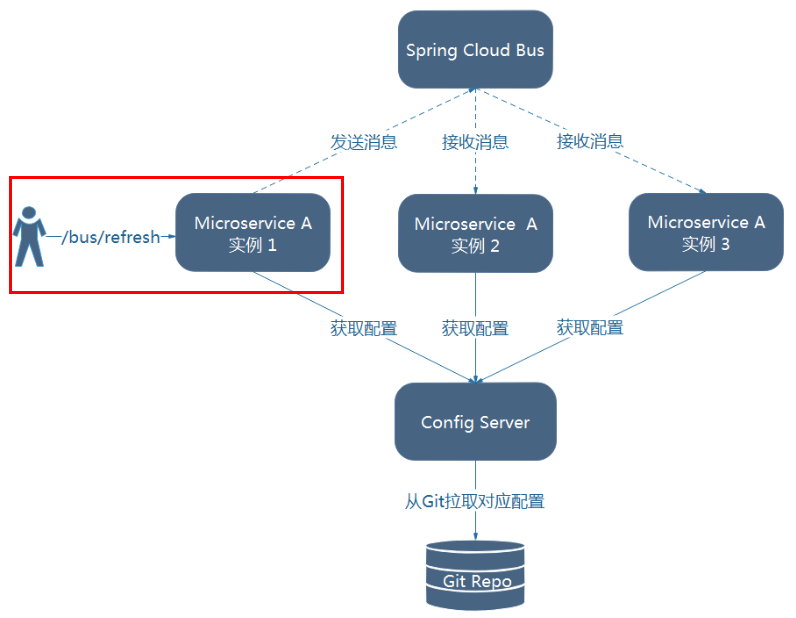 Spring Cloud Bus
发送消息
接收消息
接收消息
/bus/refresh
Microservice A
实例 1
Microservice A
实例 2
Microservice A
实例 3
获取配置
获取配置
获取配置
Config Server
从Git拉取对应配置
Git Repo